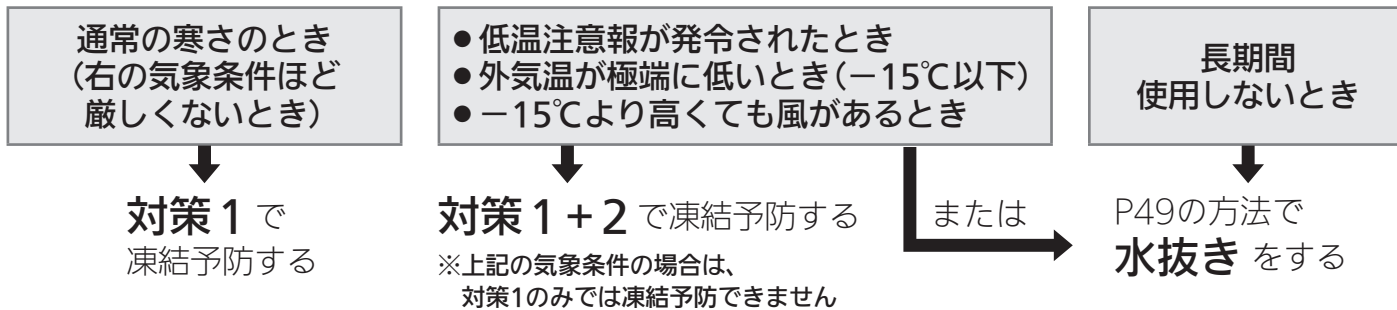 通常の寒さのとき
(右の気象条件ほど
厳しくないとき)
対策1で
凍結予防する
●低温注意報が発令されたとき
●外気温が極端に低いとき(−15℃以下)
●−15℃より高くても風があるとき
対策1+2で凍結予防する
※上記の気象条件の場合は、
対策1のみでは凍結予防できません
または
長期間
使用しないとき
P49の方法で
水抜きをする